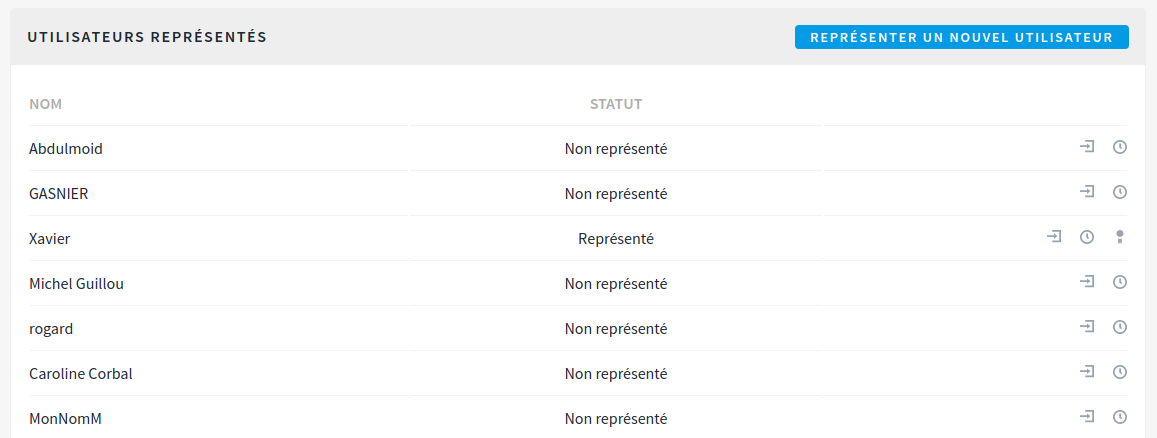 UTILISATEURS REPRÉSENTÉS
REPRÉSENTER UN NOUVEL UTILISATEUR
NOM STATUT
Abdulmoid Non représenté
GASNIER Non représenté
Xavier Représenté
Michel Guillou Non représenté
rogard Non représenté
Caroline Corbal Non représenté
MonNomM Non représenté